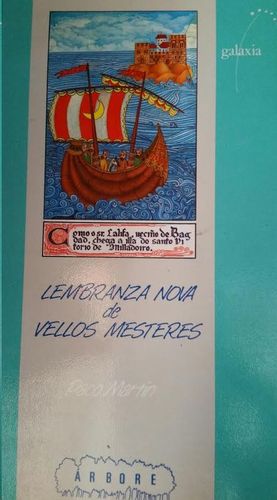 galaxia
Como o sr. Lahfa, veciño de Bag
dad, chega a illa do santo Vi
torio de Milladoiro.
LEMBRANZA NOVA
de
VELLOS MESTERES
Paco Martín
ÁRBORE